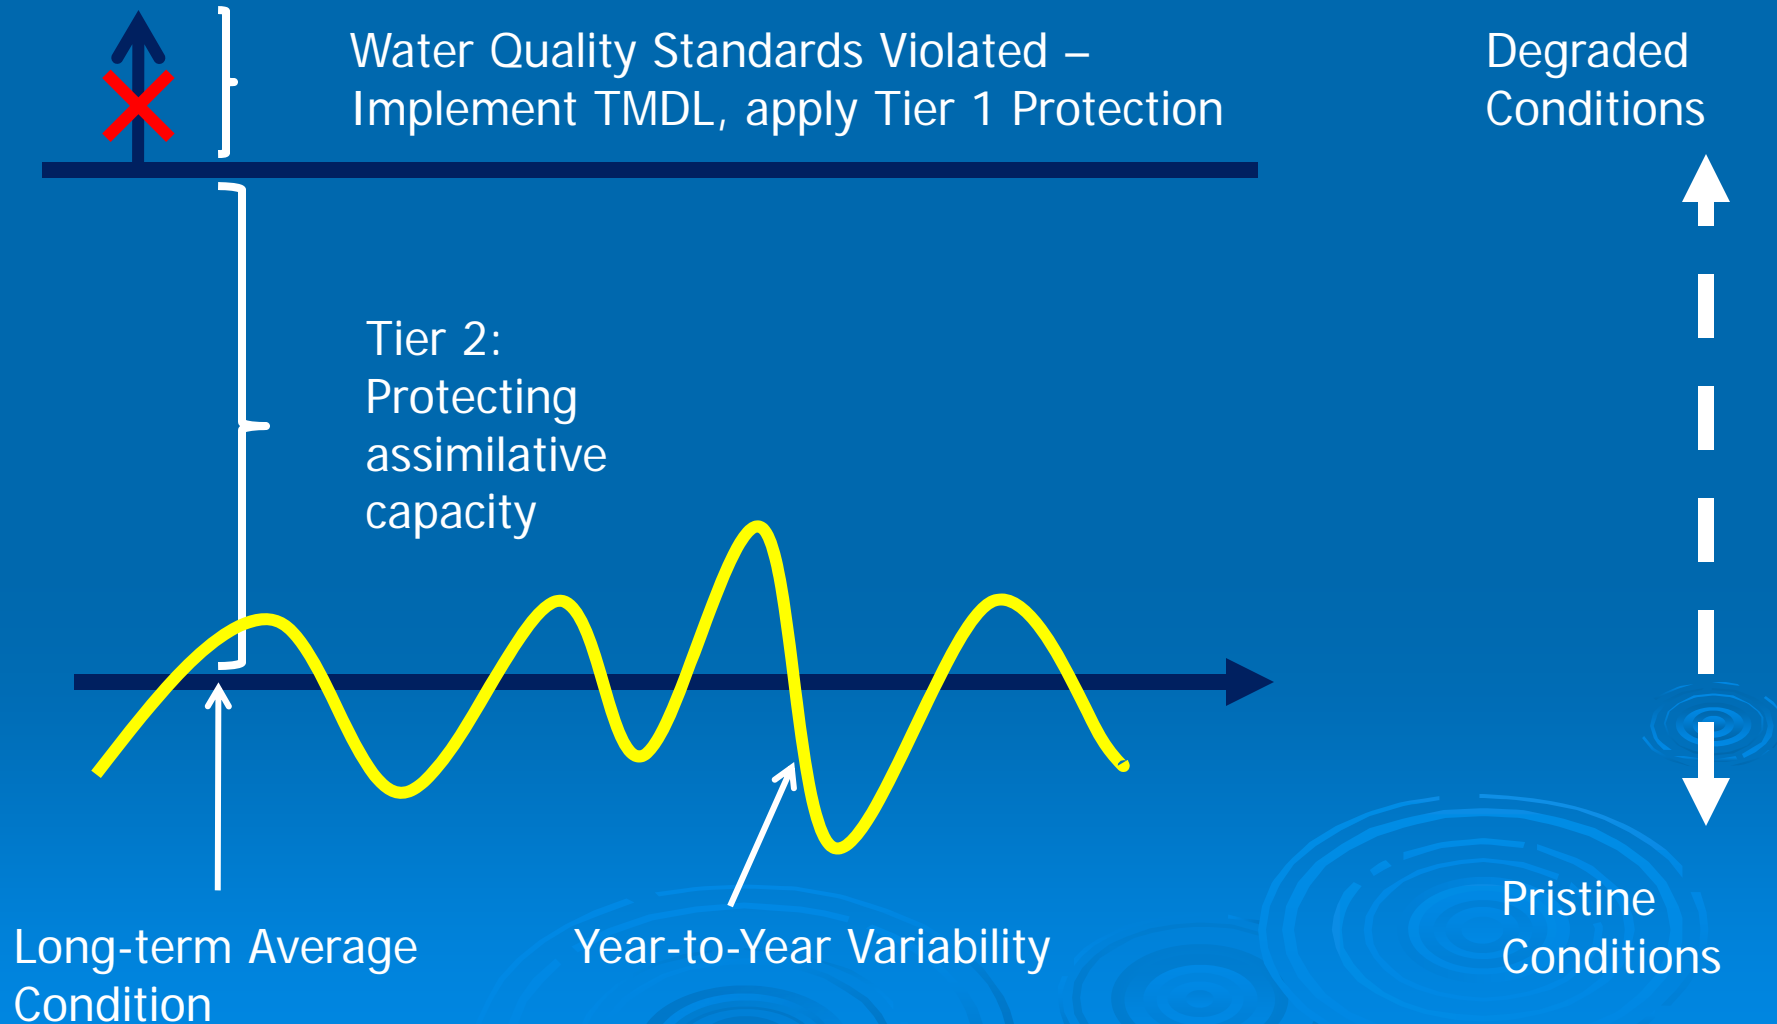 Water Quality Standards Violated –
Implement TMDL, apply Tier 1 Protection
Degraded
Conditions
Tier 2:
Protecting
assimilative
capacity
Long-term Average
Condition
Year-to-Year Variability
Pristine
Conditions